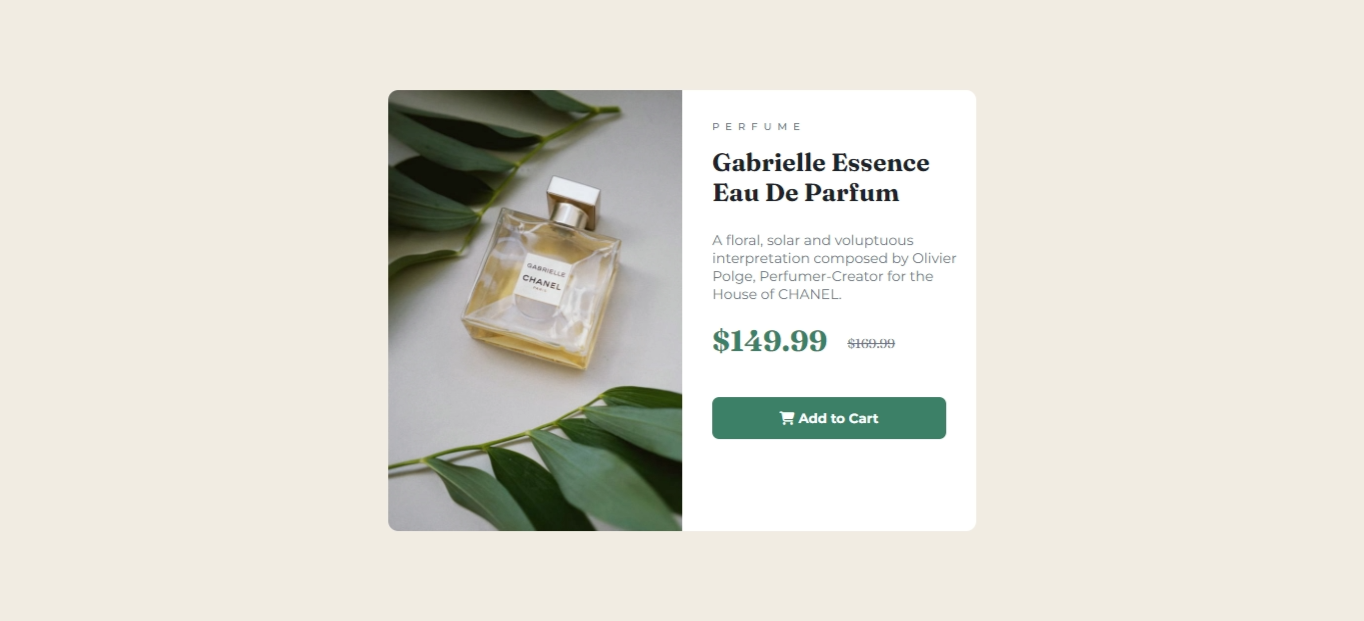 GABRIELLE
CHANEL
PARIS
PERFUME
Gabrielle Essence
Eau De Parfum
A floral, solar and voluptuous
interpretation composed by Olivier
Polge, Perfumer-Creator for the
House of CHANEL.
$149.99 $169.99
Add to Cart